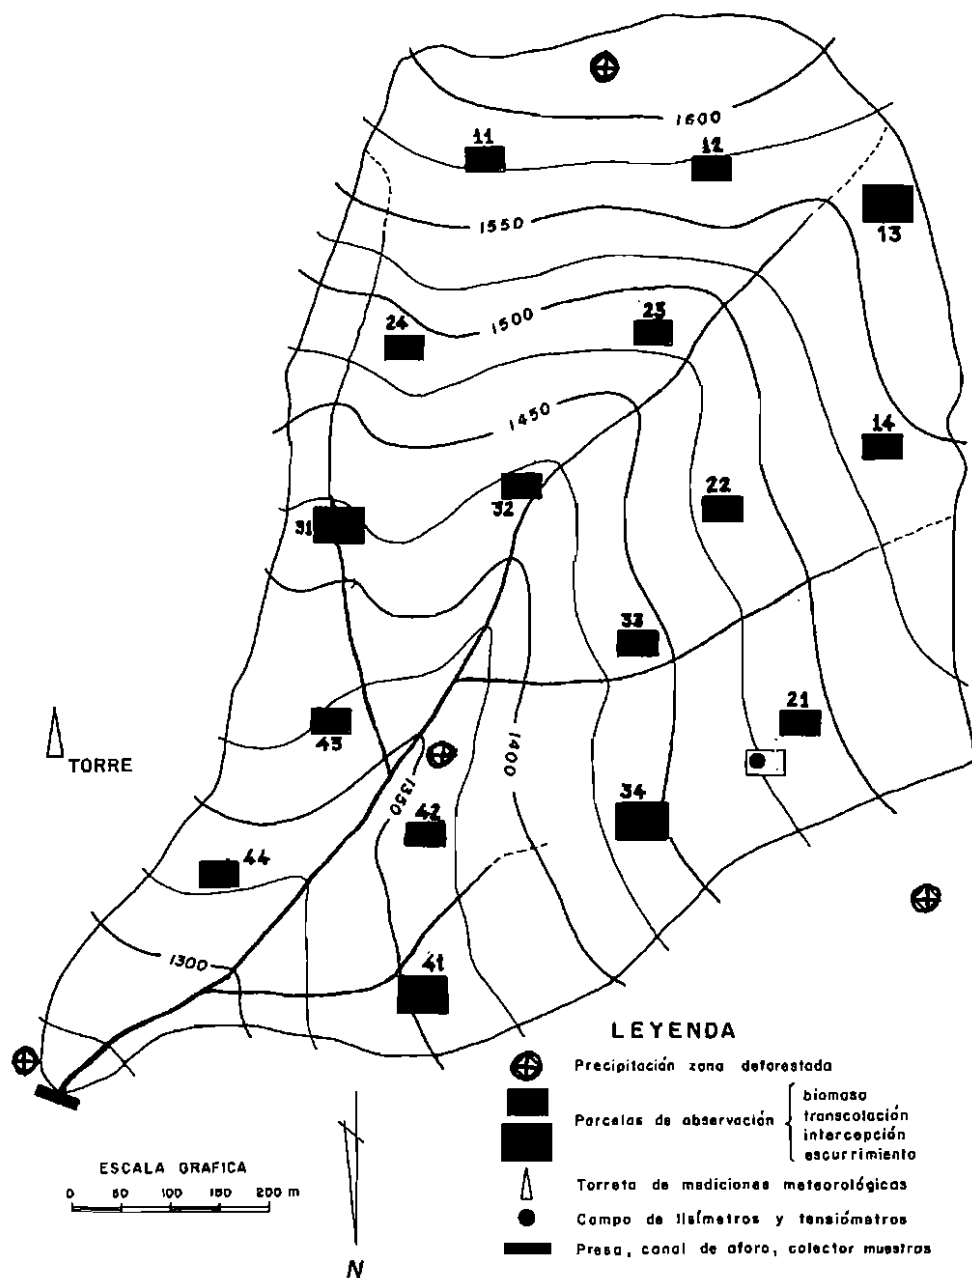 1600
11
12
13
1550
1500
23
24
1450
14
22
32
31
33
21
43
TORRE
1400
1350
34
42
44
41
1300
LEYENDA
Precipitación zona deforestada
Parcelas de observación
biomasa
transcolación
intercepción
escurrimiento
Torreta de mediciones meteorológicas
Campo de lisímetros y tensiómetros
Presa, canal de aforo, colector muestras
ESCALA GRAFICA
0 50 100 150 200 m
N